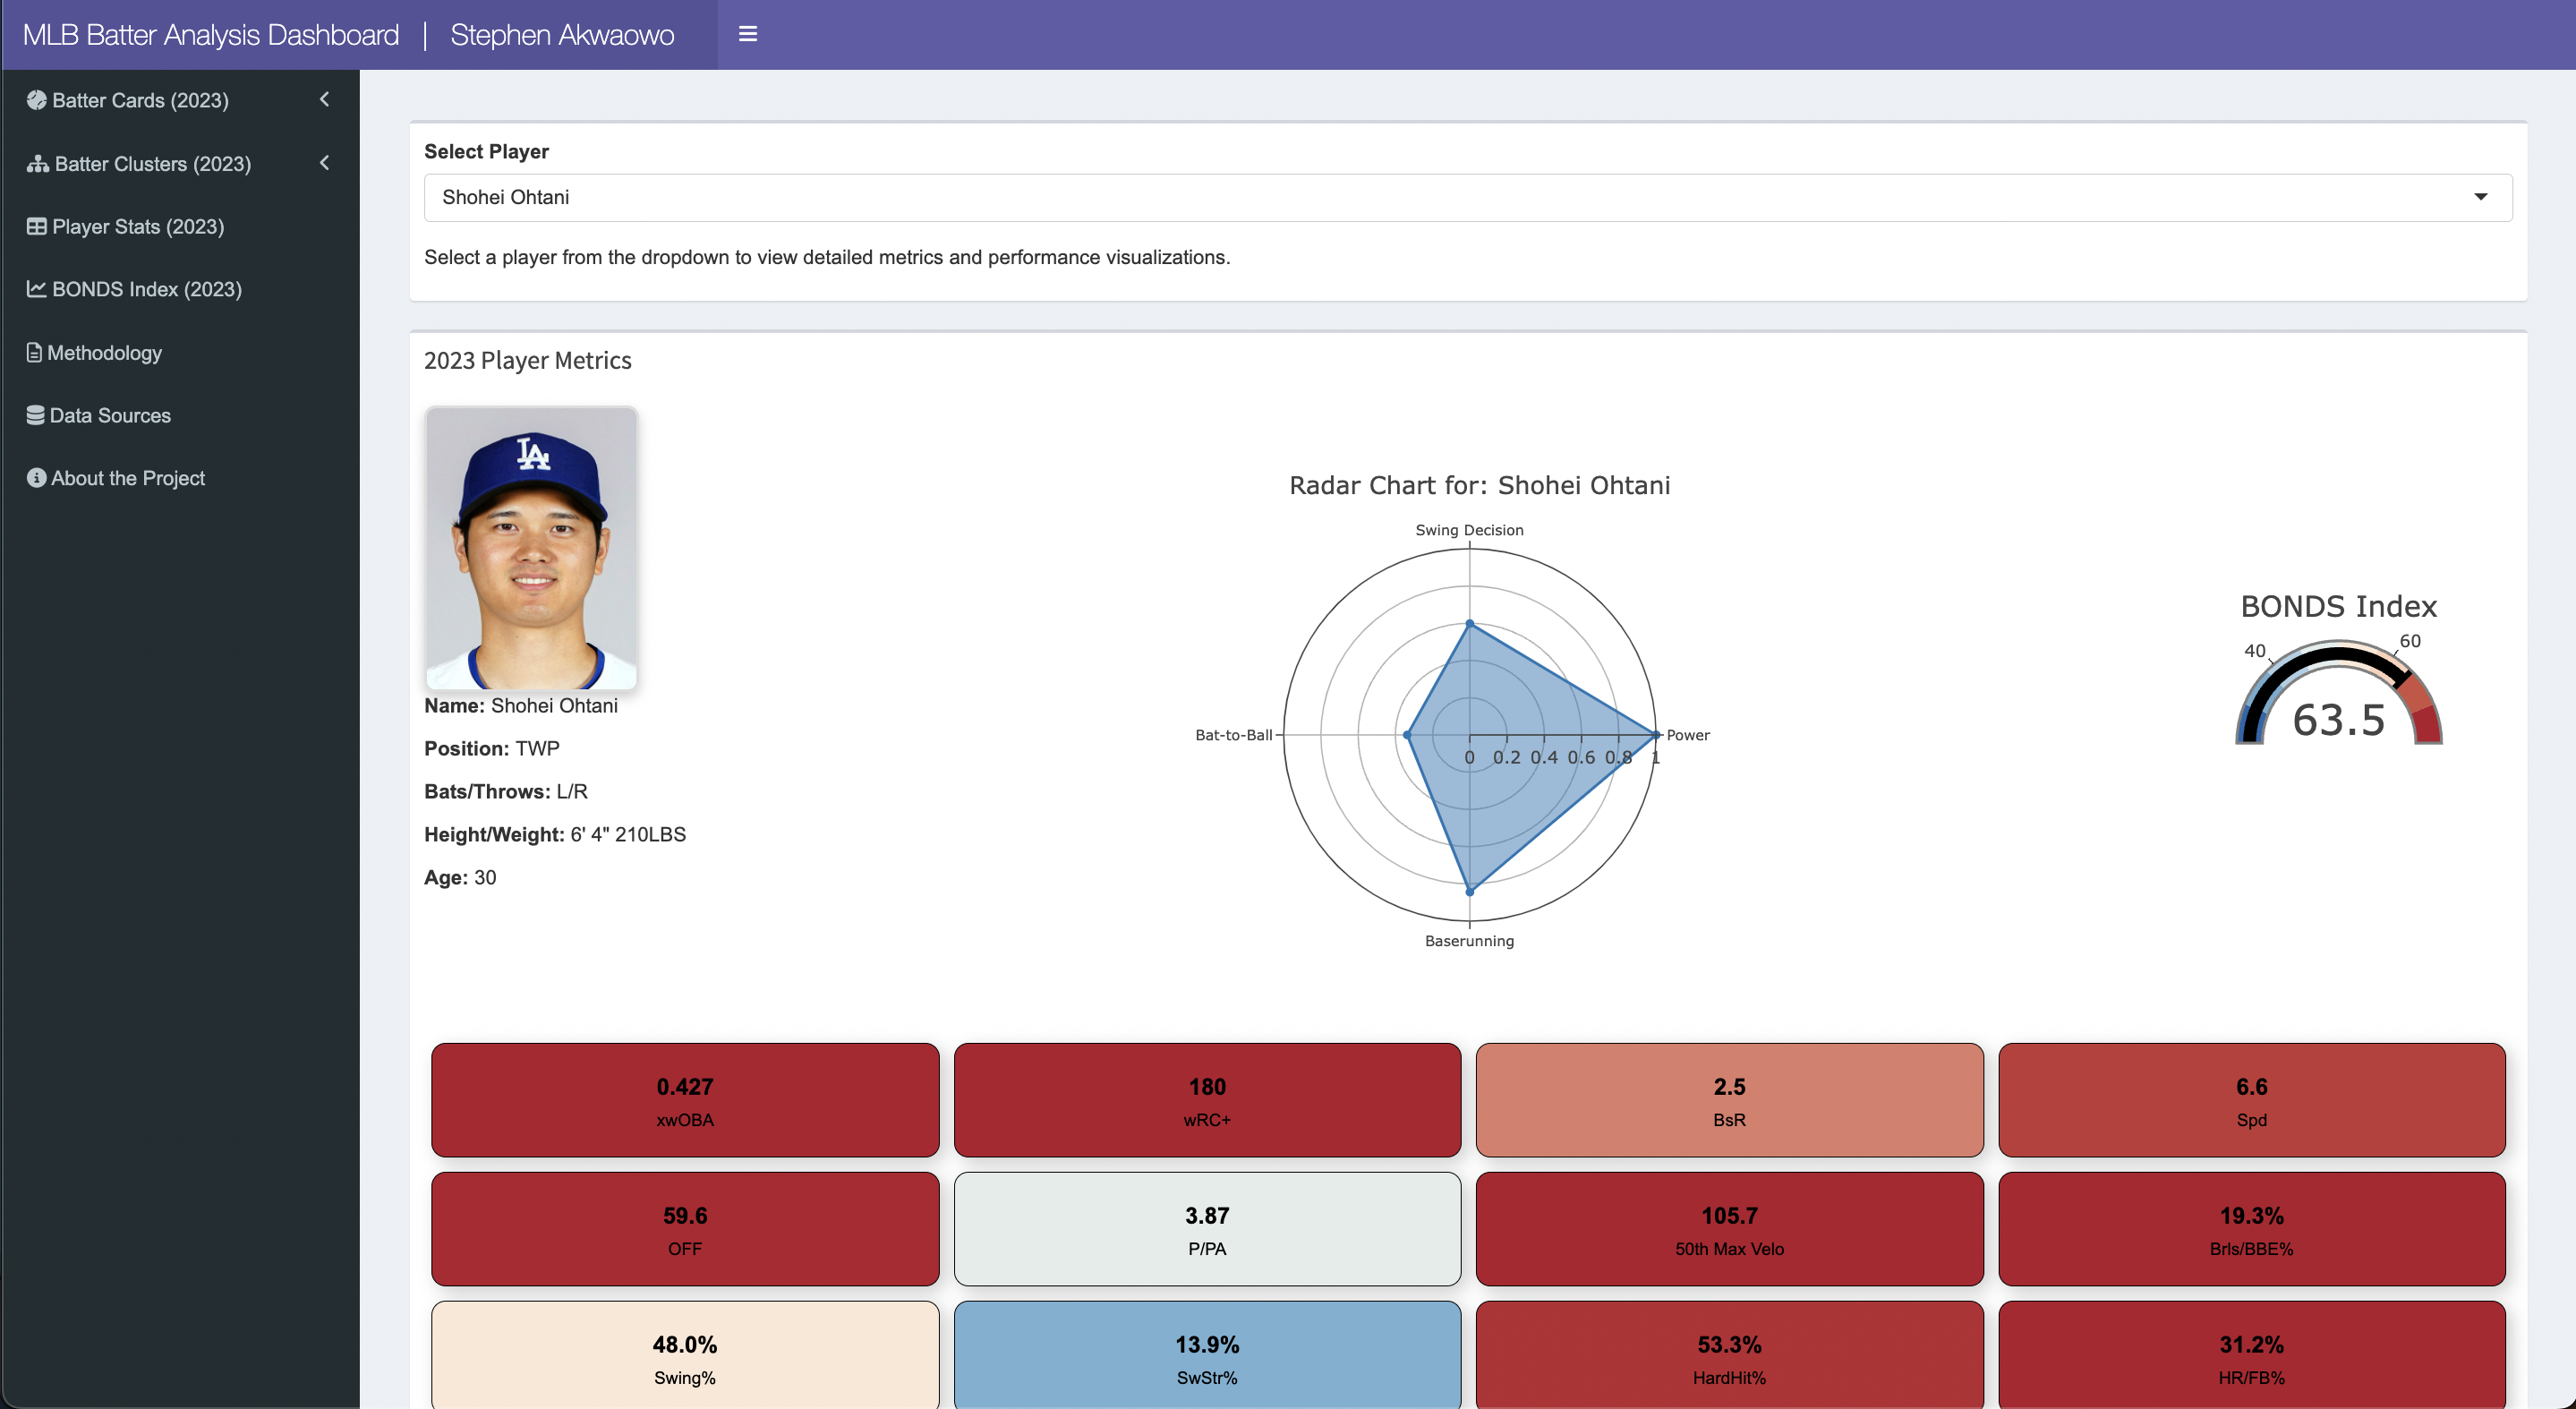 MLB Batter Analysis Dashboard | Stephen Akwaowo
Batter Cards (2023)
Batter Clusters (2023)
Player Stats (2023)
BONDS Index (2023)
Methodology
Data Sources
About the Project
Select Player
Shohei Ohtani
Select a player from the dropdown to view detailed metrics and performance visualizations.
2023 Player Metrics
LA
Name: Shohei Ohtani
Position: TWP
Bats/Throws: L/R
Height/Weight: 6' 4" 210LBS
Age: 30
Radar Chart for: Shohei Ohtani
Swing Decision
Bat-to-Ball
Power
0 0.2 0.4 0.6 0.8 1
Baserunning
BONDS Index
40
60
63.5
0.427
xwOBA
180
wRC+
2.5
BsR
6.6
Spd
59.6
OFF
3.87
P/PA
105.7
50th Max Velo
19.3%
Brls/BBE%
48.0%
Swing%
13.9%
SwStr%
53.3%
HardHit%
31.2%
HR/FB%